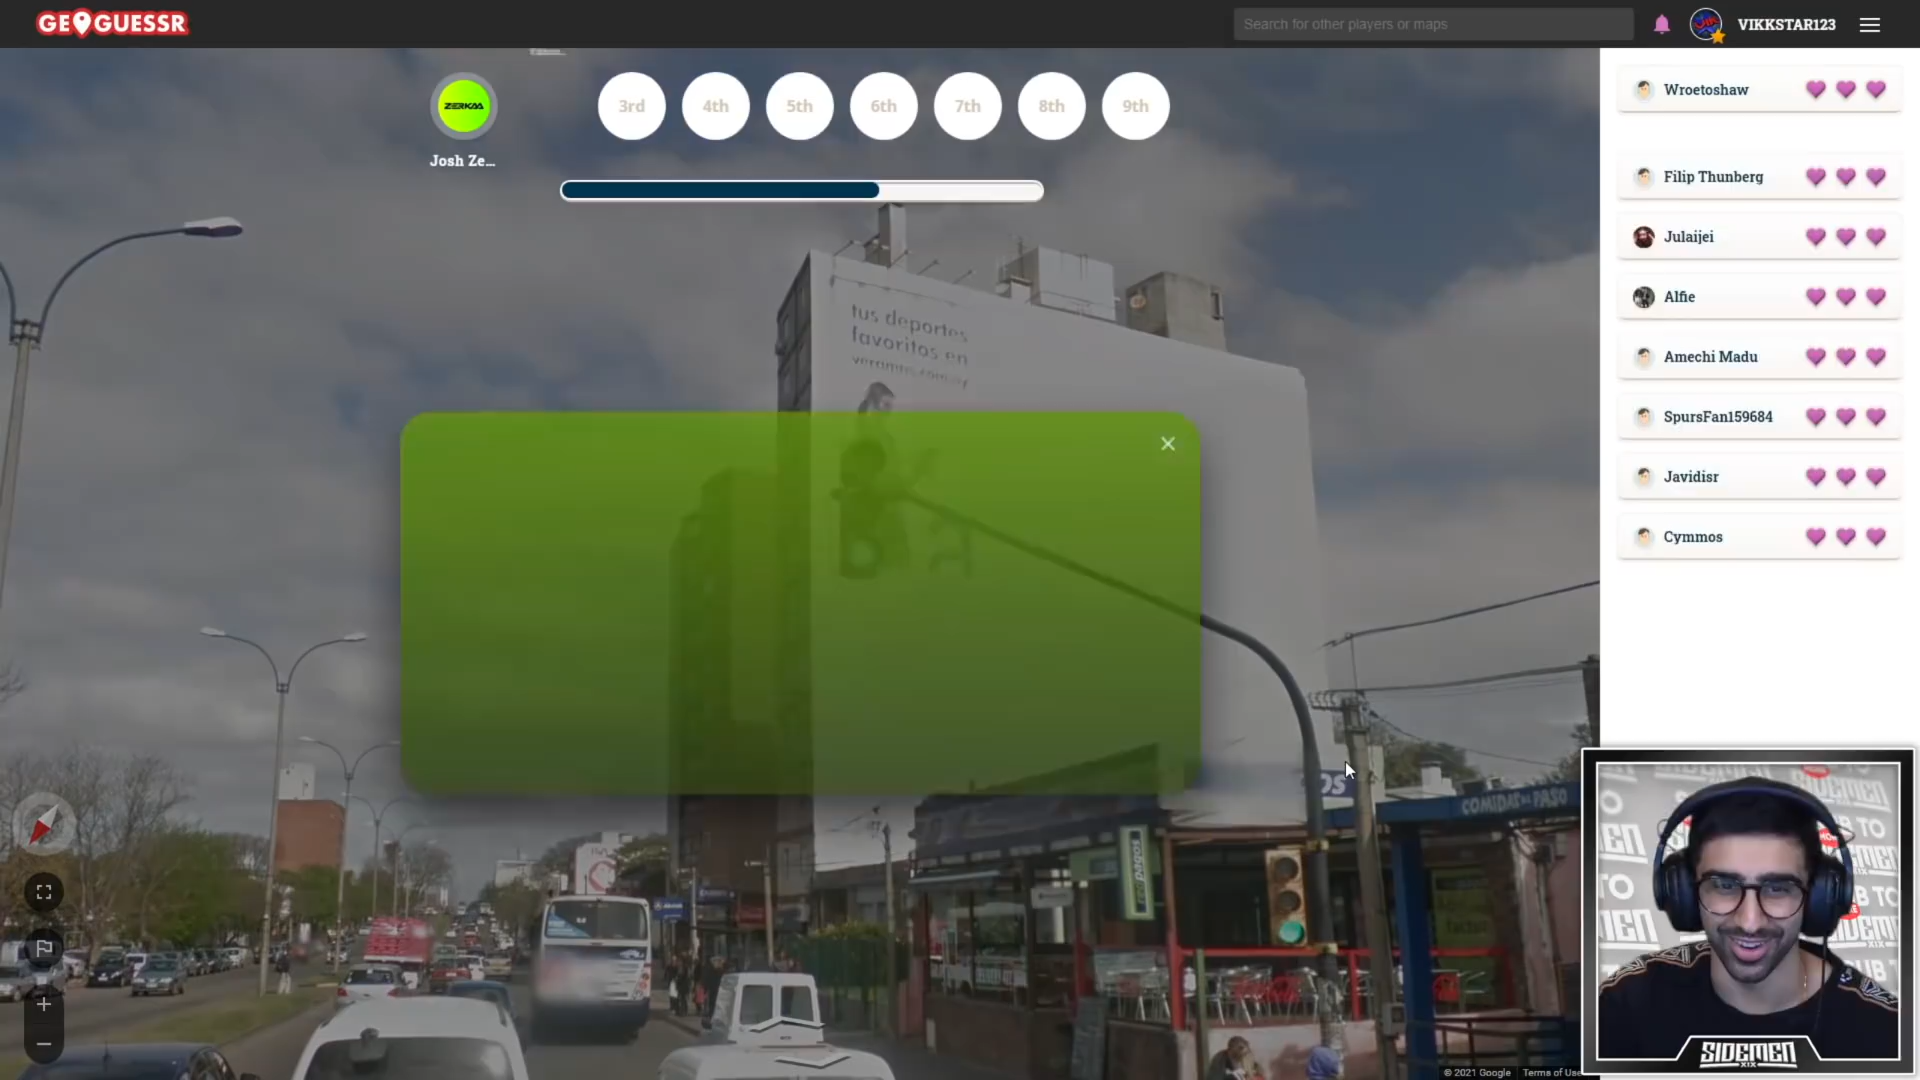 GEOGUESSR
Search for other players or maps
VIKKSTAR123
ZERKAA
Josh Ze...
3rd
4th
5th
6th
7th
8th
9th
Wroetoshaw
Filip Thunberg
Julaijei
Alfie
Amechi Madu
SpursFan159684
Javidisr
Cymmos
tus deportes
favoritos en
COMIDAS AL PASO
redpagos
© 2021 Google
Terms of Use
SIDEMEN
XIX